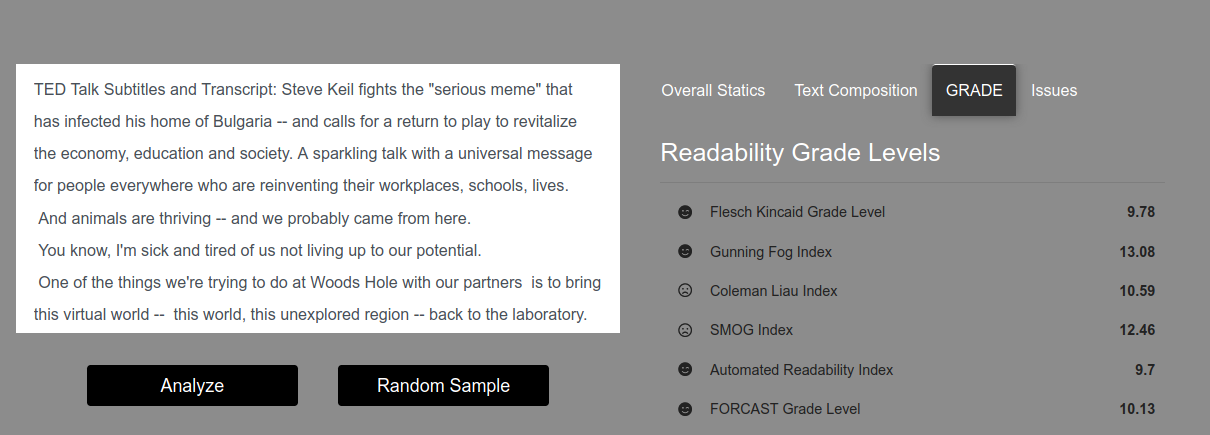 TED Talk Subtitles and Transcript: Steve Keil fights the "serious meme" that
has infected his home of Bulgaria -- and calls for a return to play to revitalize
the economy, education and society. A sparkling talk with a universal message
for people everywhere who are reinventing their workplaces, schools, lives.
And animals are thriving -- and we probably came from here.
You know, I'm sick and tired of us not living up to our potential.
One of the things we're trying to do at Woods Hole with our partners  is to bring
this virtual world --  this world, this unexplored region -- back to the laboratory.
Analyze
Random Sample
Overall Statics
Text Composition
GRADE
Issues
Readability Grade Levels
Flesch Kincaid Grade Level 9.78
Gunning Fog Index 13.08
Coleman Liau Index 10.59
SMOG Index 12.46
Automated Readability Index 9.7
FORCAST Grade Level 10.13